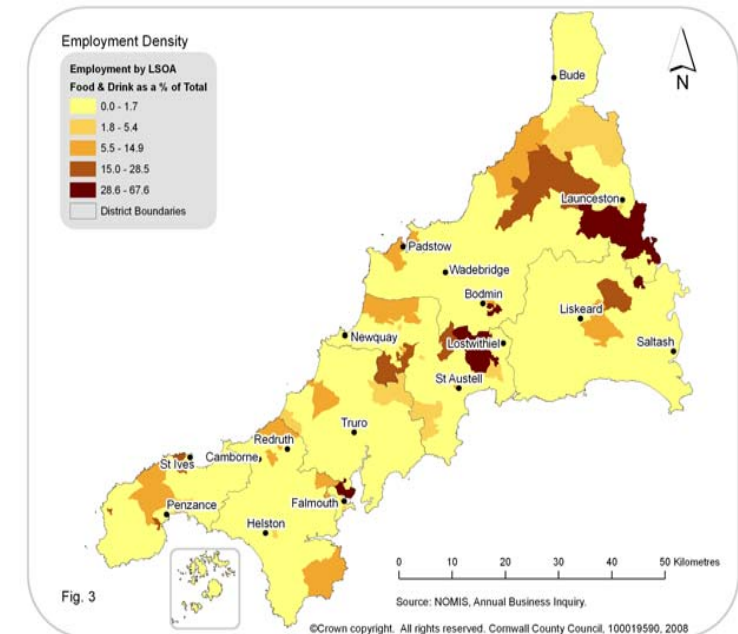 Employment Density
Employment by LSOA
Food & Drink as a % of Total
0.0 - 1.7
1.8 - 5.4
5.5 - 14.9
15.0 - 28.5
28.6 - 67.6
District Boundaries
N
Bude
Launceston
Padstow
Wadebridge
Bodmin
Liskeard
Newquay
Lostwithiel
Saltash
St Austell
Truro
Redruth
Camborne
St Ives
Penzance
Falmouth
Helston
0 10 20 30 40 50 Kilometres
Fig. 3
Source: NOMIS, Annual Business Inquiry.
©Crown copyright. All rights reserved. Cornwall County Council, 100019590, 2008